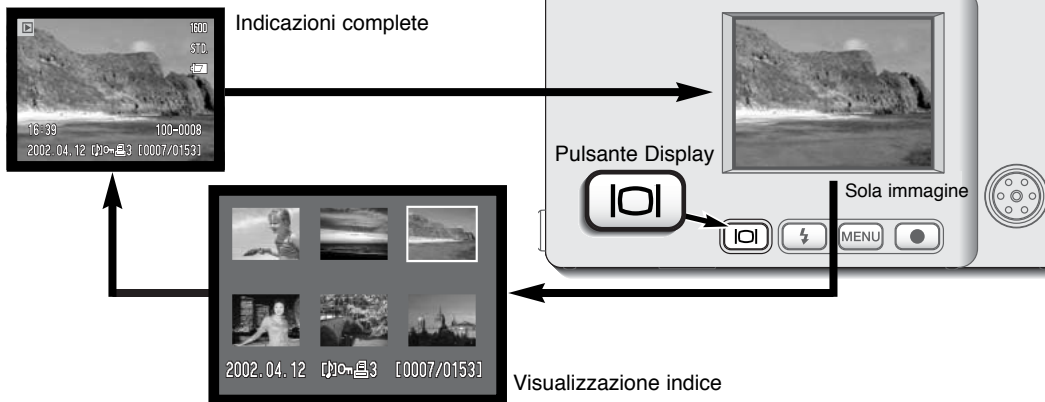 Indicazioni complete
1600
STD.
16:39 100-0008
2002.04.12 3 [0007/0153]
Pulsante Display
Sola immagine
MENU
2002.04.12 3 [0007/0153]
Visualizzazione indice